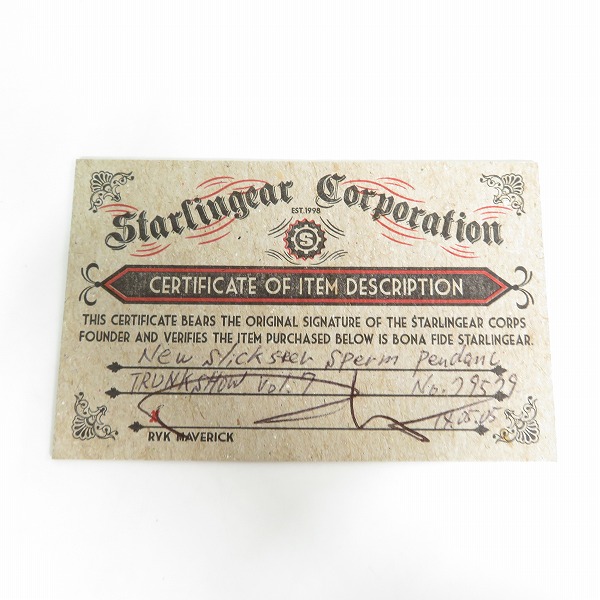 Starlingear Corporation
EST. 1998
S
CERTIFICATE OF ITEM DESCRIPTION
THIS CERTIFICATE BEARS THE ORIGINAL SIGNATURE OF THE STARLINGEAR CORPS
FOUNDER AND VERIFIES THE ITEM PURCHASED BELOW IS BONA FIDE STARLINGEAR.
New Slickster Sperm Pendant
TRUNKSHOW Vol.7 No.29529
X 14.05.05
RYK MAVERICK